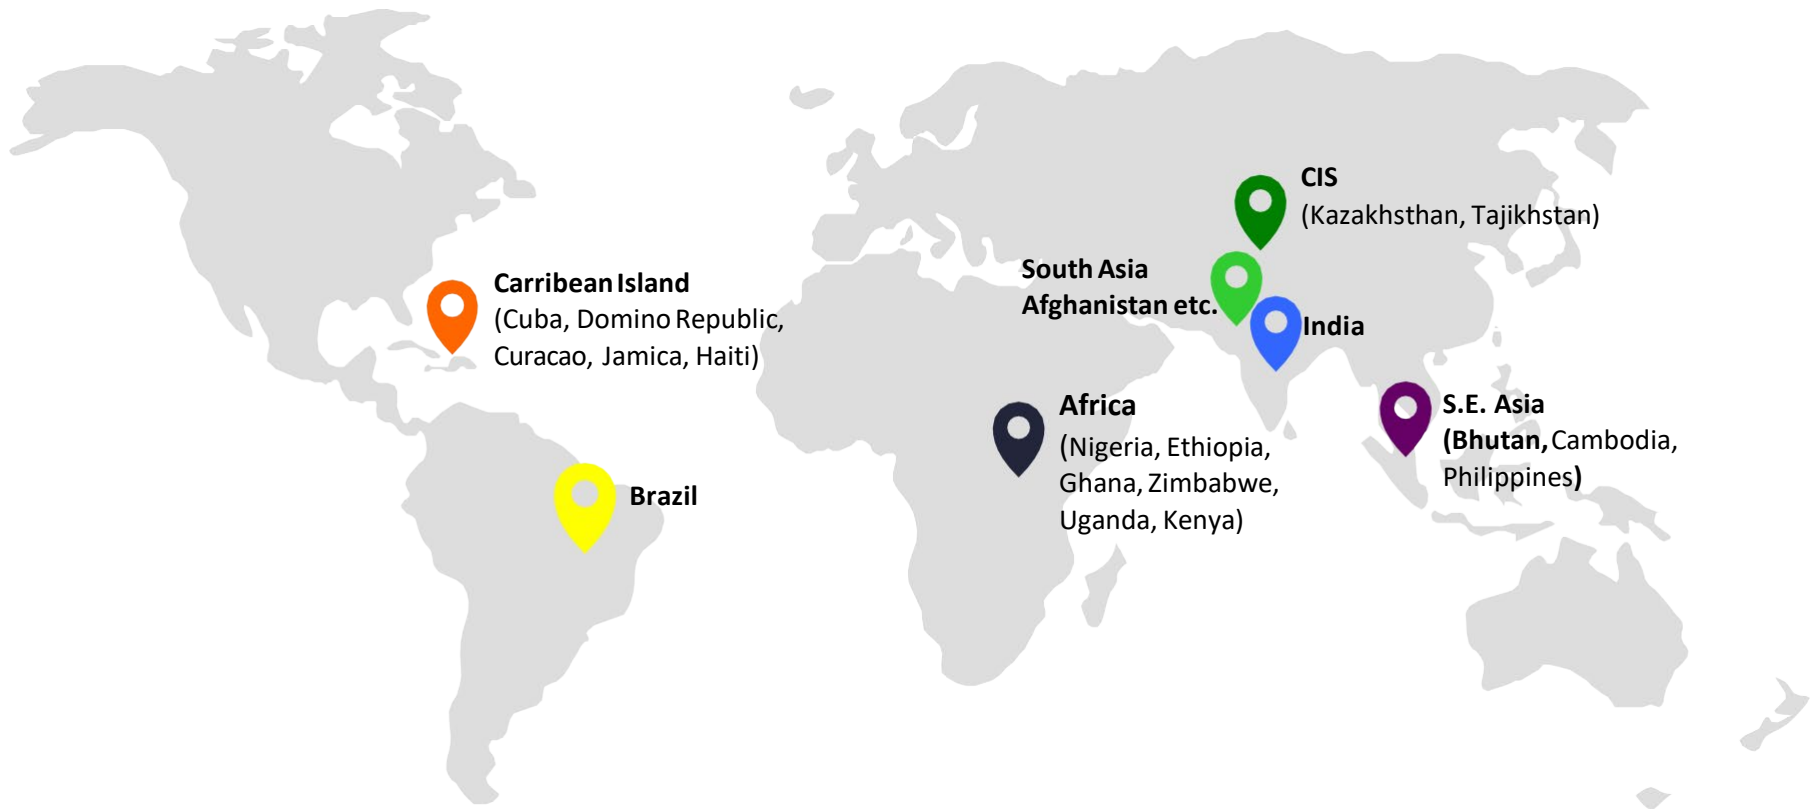 CIS
(Kazakhsthan, Tajikhstan)
South Asia
Afghanistan etc.
India
Carribean Island
(Cuba, Domino Republic,
Curacao, Jamica, Haiti)
Africa
(Nigeria, Ethiopia,
Ghana, Zimbabwe,
Uganda, Kenya)
S.E. Asia
(Bhutan, Cambodia,
Philippines)
Brazil